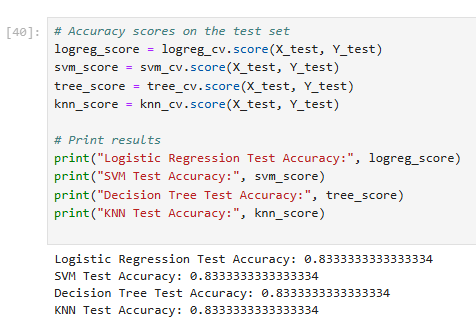 [40]: # Accuracy scores on the test set
logreg_score = logreg_cv.score(X_test, Y_test)
svm_score = svm_cv.score(X_test, Y_test)
tree_score = tree_cv.score(X_test, Y_test)
knn_score = knn_cv.score(X_test, Y_test)
# Print results
print("Logistic Regression Test Accuracy:", logreg_score)
print("SVM Test Accuracy:", svm_score)
print("Decision Tree Test Accuracy:", tree_score)
print("KNN Test Accuracy:", knn_score)
Logistic Regression Test Accuracy: 0.8333333333333334
SVM Test Accuracy: 0.8333333333333334
Decision Tree Test Accuracy: 0.8333333333333334
KNN Test Accuracy: 0.8333333333333334